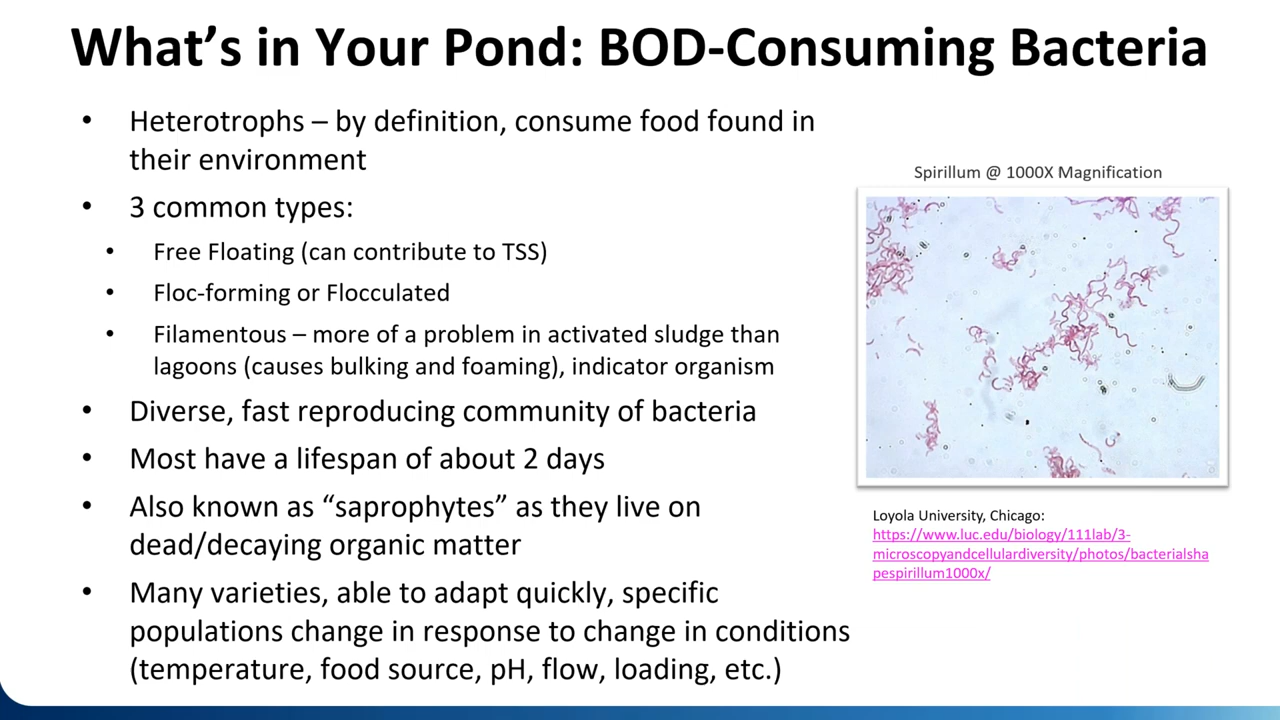 What's in Your Pond: BOD-Consuming Bacteria
• Heterotrophs – by definition, consume food found in
their environment
• 3 common types:
• Free Floating (can contribute to TSS)
• Floc-forming or Flocculated
• Filamentous – more of a problem in activated sludge than
lagoons (causes bulking and foaming), indicator organism
• Diverse, fast reproducing community of bacteria
• Most have a lifespan of about 2 days
• Also known as “saprophytes” as they live on
dead/decaying organic matter
• Many varieties, able to adapt quickly, specific
populations change in response to change in conditions
(temperature, food source, pH, flow, loading, etc.)
Spirillum @ 1000X Magnification
Loyola University, Chicago:
https://www.luc.edu/biology/111lab/3-
microscopyandcellulardiversity/photos/bacterialsha
pespirillum1000x/